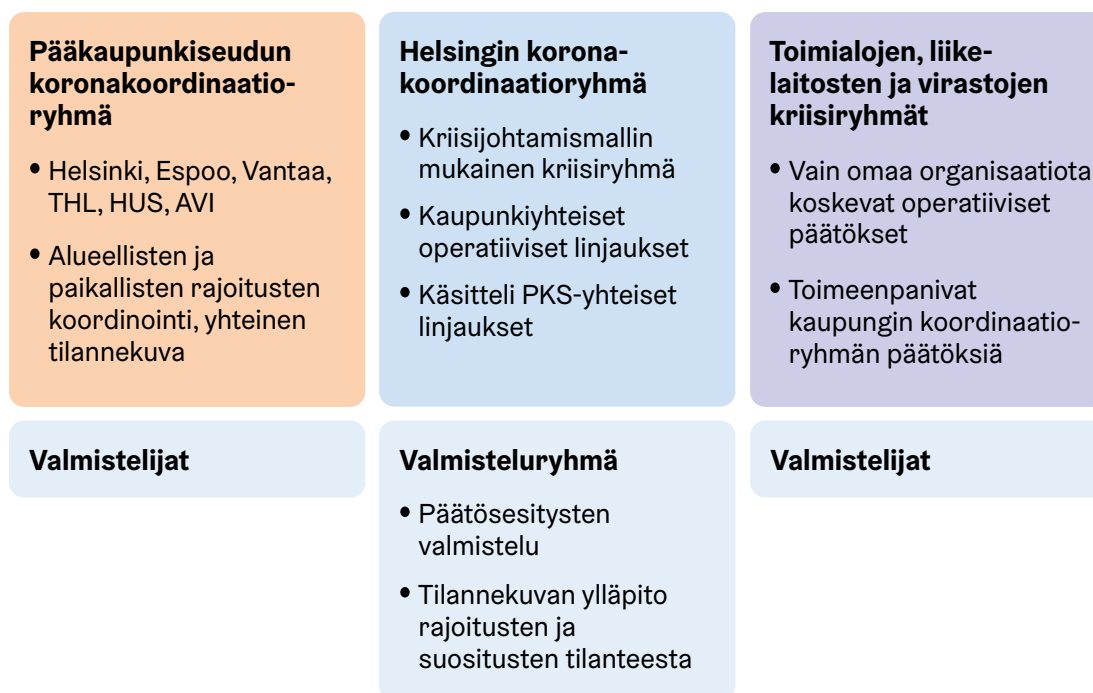 Pääkaupunkiseudun
koronakoordinaatio-
ryhmä
• Helsinki, Espoo, Vantaa,
THL, HUS, AVI
• Alueellisten ja
paikallisten rajoitusten
koordinointi, yhteinen
tilannekuva
Helsingin korona-
koordinaatioryhmä
• Kriisijohtamismallin
mukainen kriisiryhmä
• Kaupunkiyhteiset
operatiiviset linjaukset
• Käsitteli PKS-yhteiset
linjaukset
Toimialojen, liike-
laitosten ja virastojen
kriisiryhmät
• Vain omaa organisaatiota
koskevat operatiiviset
päätökset
• Toimeenpanivat
kaupungin koordinaatio-
ryhmän päätöksiä
Valmistelijat
Valmisteluryhmä
• Päätösesitysten
valmistelu
• Tilannekuvan ylläpito
rajoitusten ja
suositusten tilanteesta
Valmistelijat